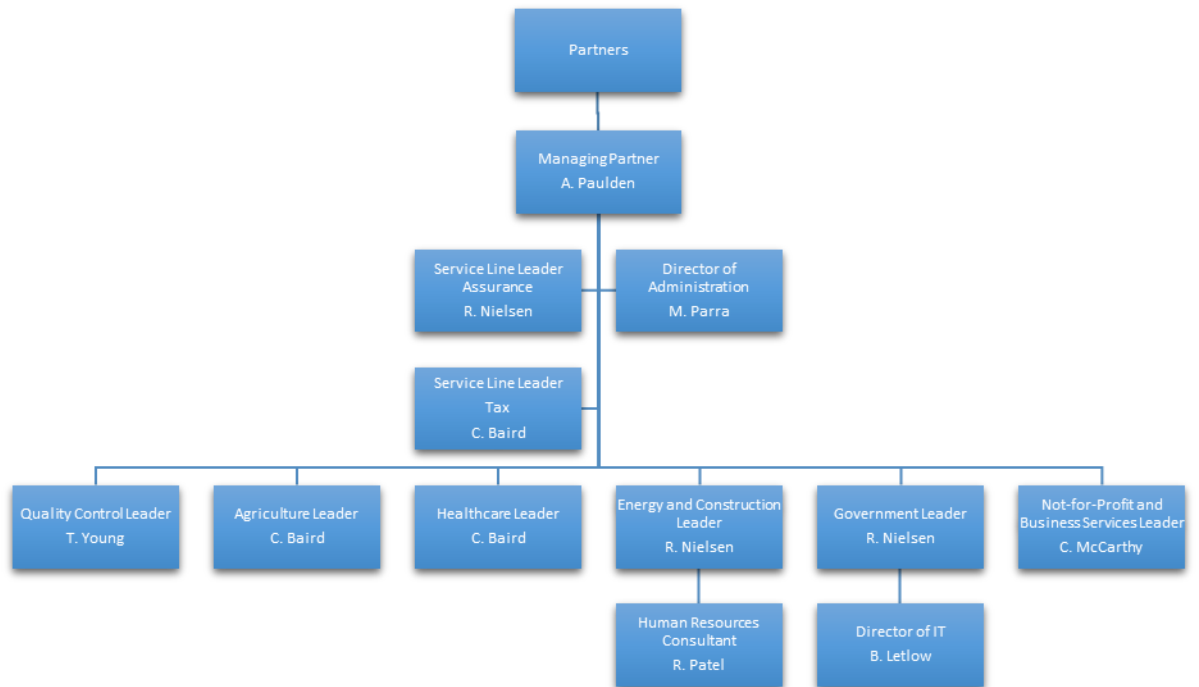 Partners
Managing Partner
A. Paulden
Service Line Leader
Assurance
R. Nielsen
Director of
Administration
M. Parra
Service Line Leader
Tax
C. Baird
Quality Control Leader
T. Young
Agriculture Leader
C. Baird
Healthcare Leader
C. Baird
Energy and Construction
Leader
R. Nielsen
Government Leader
R. Nielsen
Not-for-Profit and
Business Services Leader
C. McCarthy
Human Resources
Consultant
R. Patel
Director of IT
B. Letlow